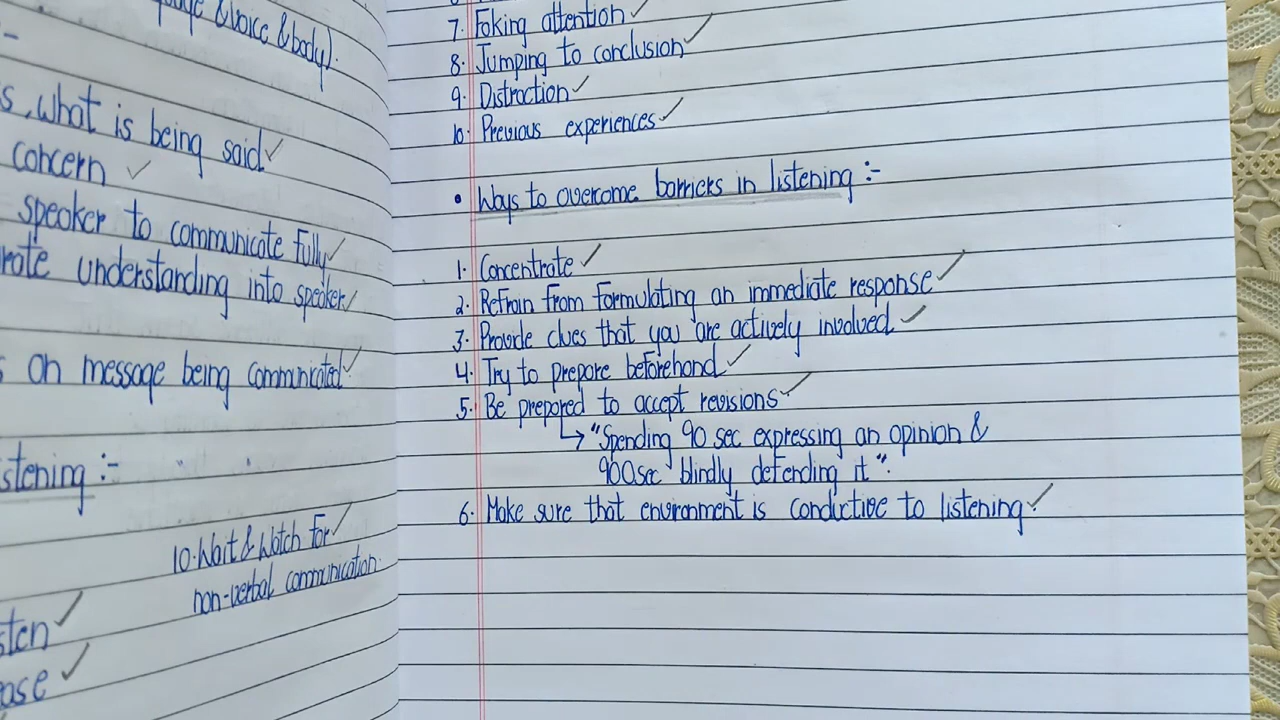 & voice & body).
what is being said ✓
concern ✓
speaker to communicate fully ✓
understanding into speaker ✓
on message being communicated ✓
stening :-
10. Wait & Watch for ✓
non-verbal communication.
sten ✓
ase ✓
7. Foking attention ✓
8. Jumping to conclusion ✓
9. Distraction ✓
10. Previous experiences ✓
• Ways to overcome barriers in listening :-
1. Concentrate ✓
2. Refrain from formulating an immediate response ✓
3. Provide clues that you are actively involved ✓
4. Try to prepare beforehand ✓
5. Be prepared to accept revisions ✓
↳ "Spending 90 sec expressing an opinion &
900sec blindly defending it".
6. Make sure that environment is conductive to listening ✓